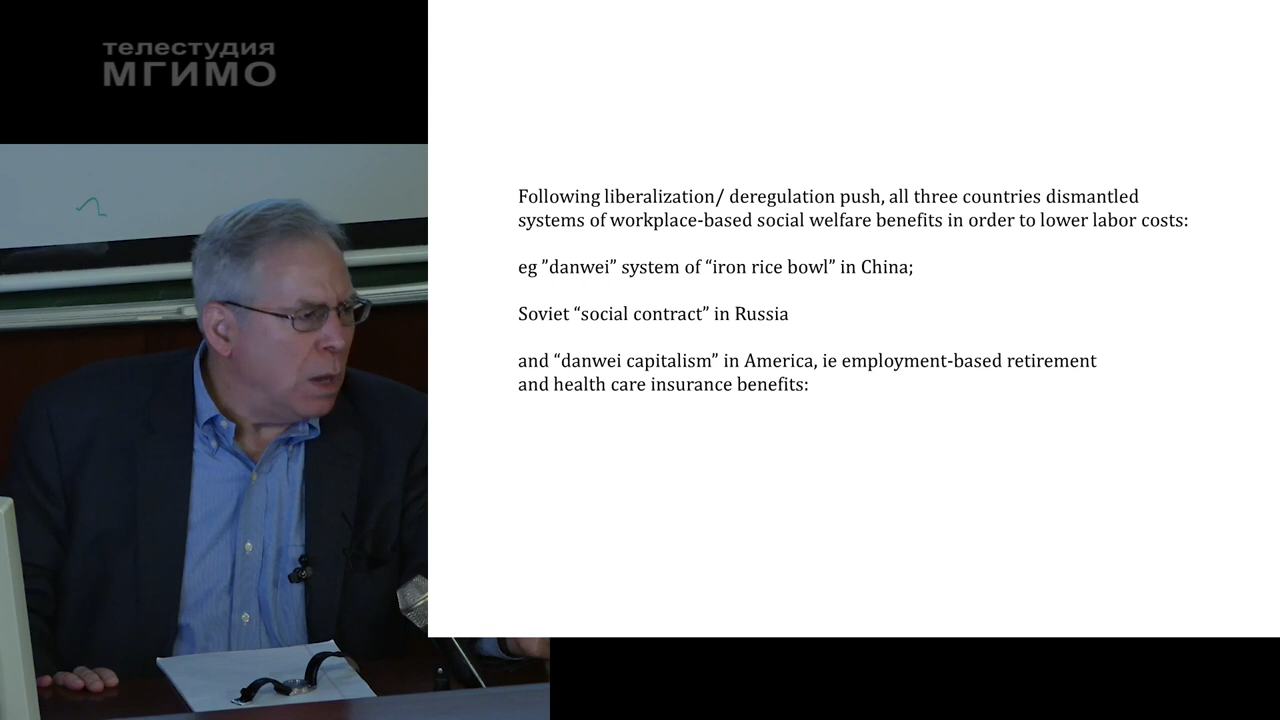 телестудия
МГИМО
Following liberalization/ deregulation push, all three countries dismantled
systems of workplace-based social welfare benefits in order to lower labor costs:
eg ”danwei” system of “iron rice bowl” in China;
Soviet “social contract” in Russia
and “danwei capitalism” in America, ie employment-based retirement
and health care insurance benefits: